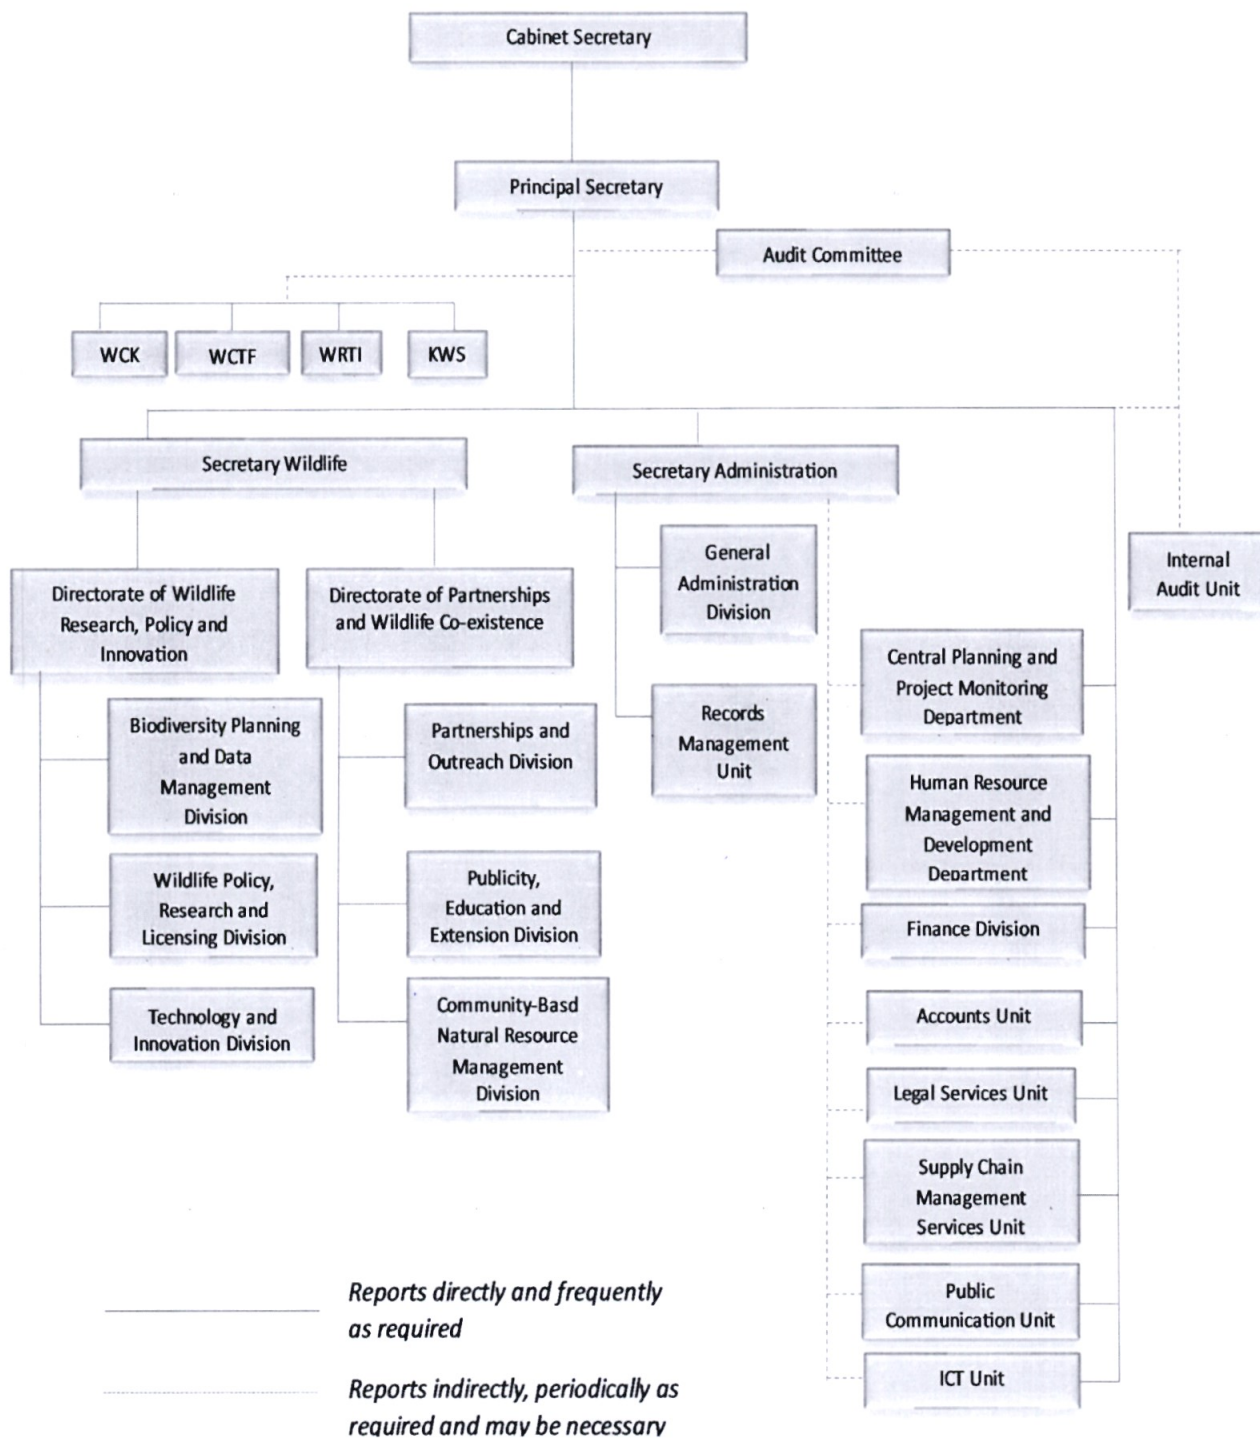 Cabinet Secretary
Principal Secretary
Audit Committee
WCK
WCTF
WRTI
KWS
Secretary Wildlife
Secretary Administration
Internal
Audit Unit
Directorate of Wildlife
Research, Policy and
Innovation
Directorate of Partnerships
and Wildlife Co-existence
General
Administration
Division
Records
Management
Unit
Biodiversity Planning
and Data
Management
Division
Wildlife Policy,
Research and
Licensing Division
Technology and
Innovation Division
Partnerships and
Outreach Division
Publicity,
Education and
Extension Division
Community-Basd
Natural Resource
Management
Division
Central Planning and
Project Monitoring
Department
Human Resource
Management and
Development
Department
Finance Division
Accounts Unit
Legal Services Unit
Supply Chain
Management
Services Unit
Public
Communication Unit
ICT Unit
Reports directly and frequently
as required
Reports indirectly, periodically as
required and may be necessary